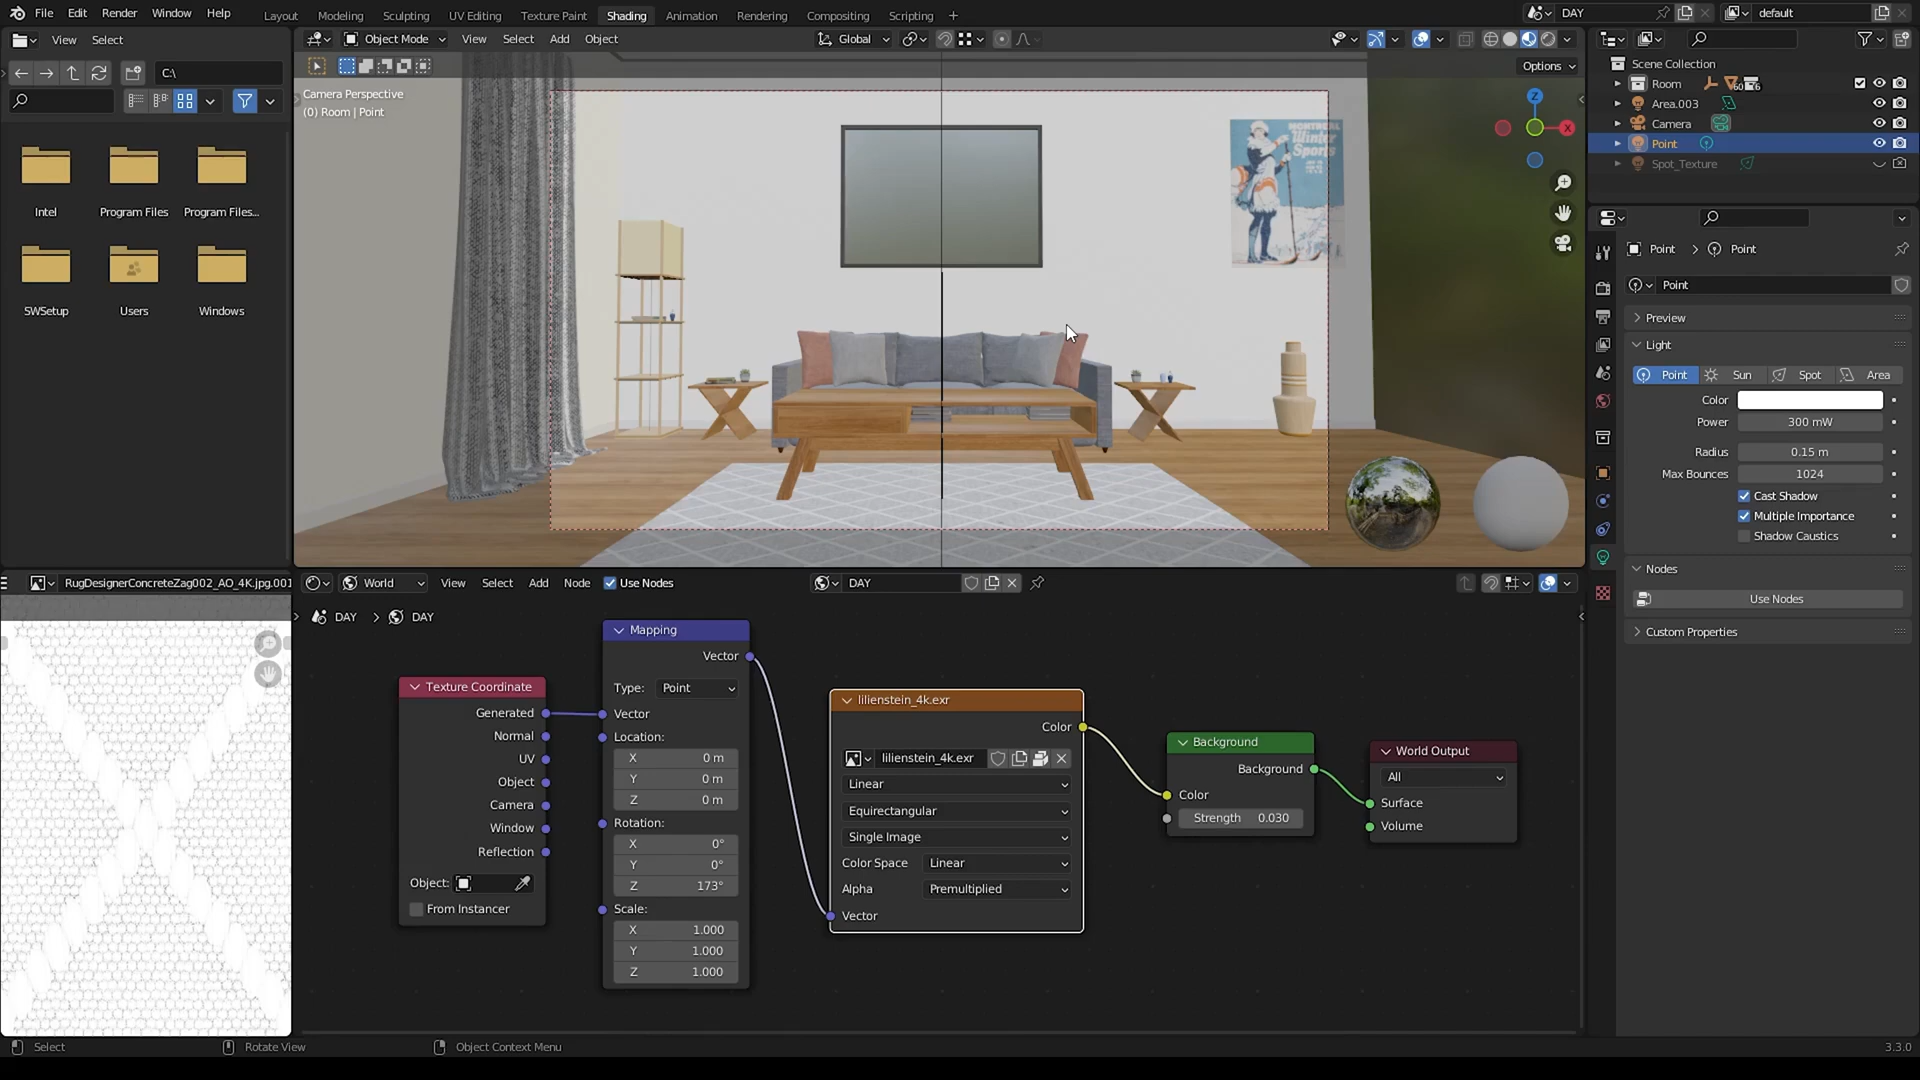 File Edit Render Window Help
Layout Modeling Sculpting UV Editing Texture Paint Shading Animation Rendering Compositing Scripting +
DAY
default
View Select
C:\
Intel
Program Files
Program Files...
SWSetup
Users
Windows
Object Mode View Select Add Object
Global
Options
Camera Perspective
(0) Room | Point
MONTREAL
Winter
Sports
Z
X
Scene Collection
Room
60
6
Area.003
Camera
Point
Spot_Texture
Point > Point
Point
Preview
Light
Point Sun Spot Area
Color
Power 300 mW
Radius 0.15 m
Max Bounces 1024
Cast Shadow
Multiple Importance
Shadow Caustics
Nodes
Use Nodes
Custom Properties
RugDesignerConcreteZag002_AO_4K.jpg.001
World View Select Add Node Use Nodes
DAY
DAY > DAY
Texture Coordinate
Generated
Normal
UV
Object
Camera
Window
Reflection
Object:
From Instancer
Mapping
Vector
Type: Point
Vector
Location:
X 0 m
Y 0 m
Z 0 m
Rotation:
X 0°
Y 0°
Z 173°
Scale:
X 1.000
Y 1.000
Z 1.000
lilienstein_4k.exr
Color
lilienstein_4k.exr
Linear
Equirectangular
Single Image
Color Space Linear
Alpha Premultiplied
Vector
Background
Background
Color
Strength 0.030
World Output
All
Surface
Volume
Select
Rotate View
Object Context Menu
3.3.0